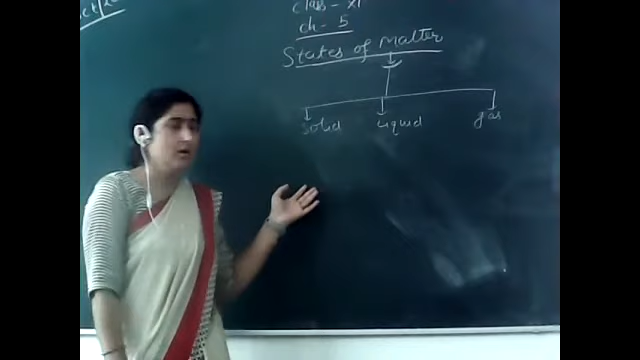 Class - XI
ch - 5
States of Matter
Solid Liquid gas